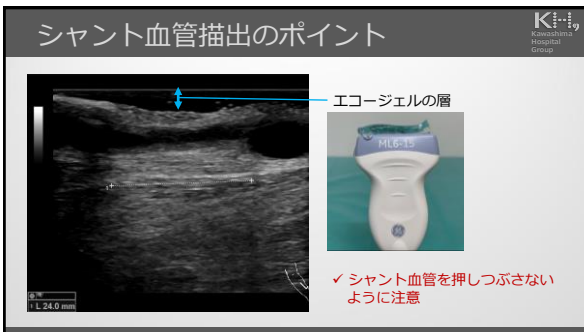 シャント血管描出のポイント
Kawashima
Hospital
Group
エコージェルの層
ML6-15
1 L 24.0 mm
✓ シャント血管を押しつぶさない
ように注意